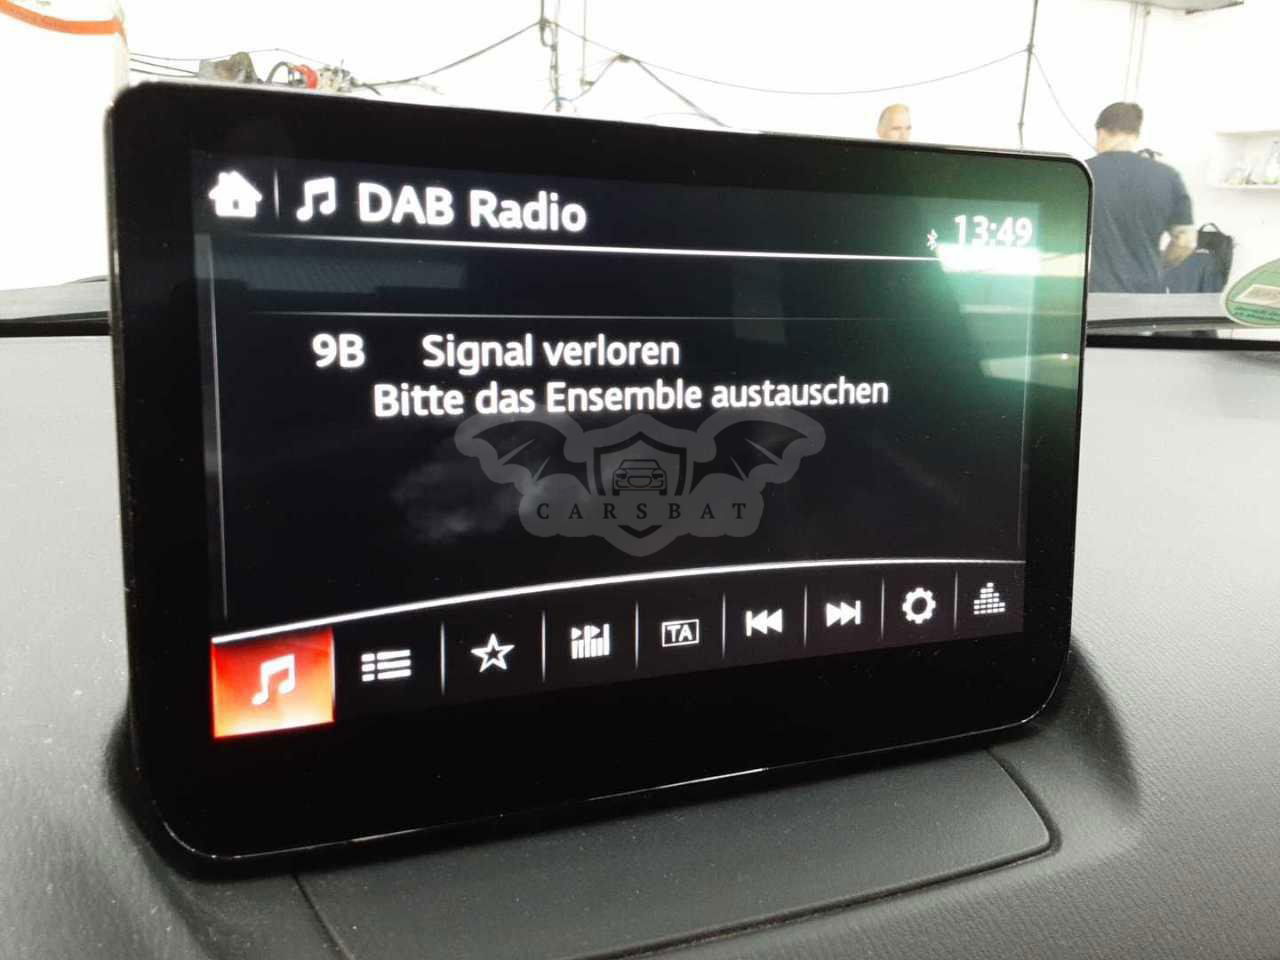 DAB Radio
13:49
9B Signal verloren
Bitte das Ensemble austauschen
CARSBAT
TA